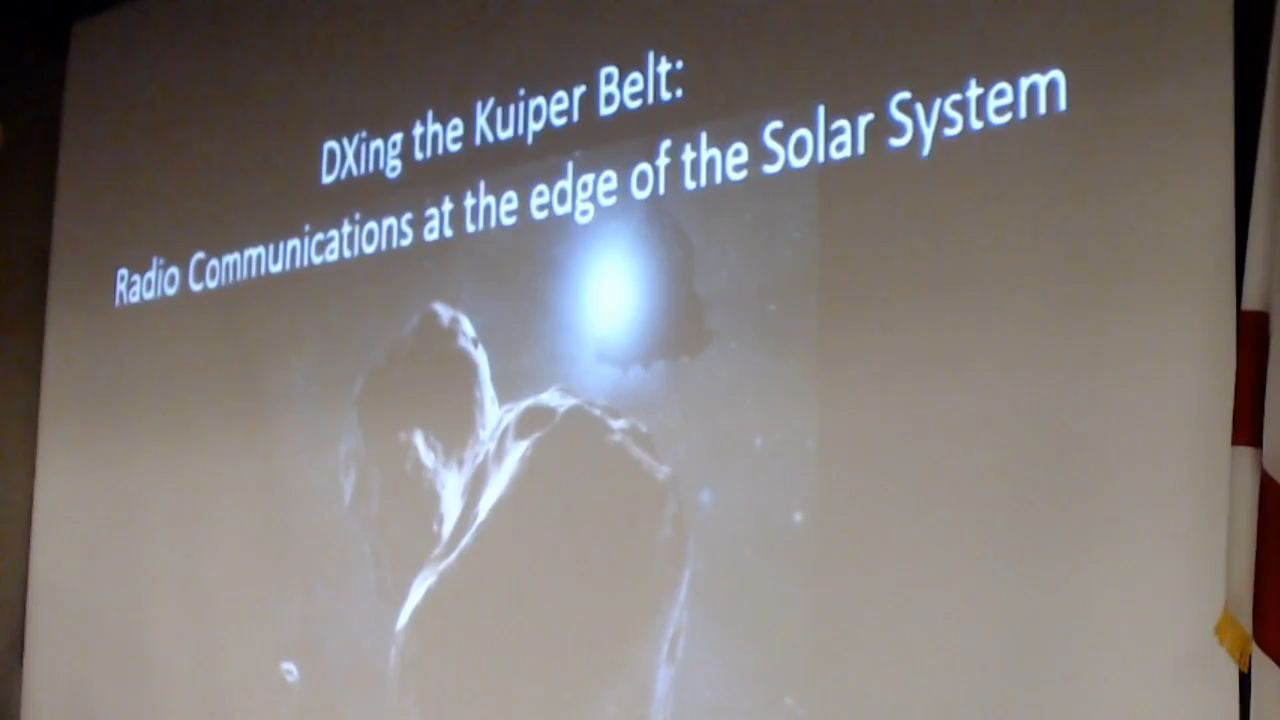 DXing the Kuiper Belt:
Radio Communications at the edge of the Solar System